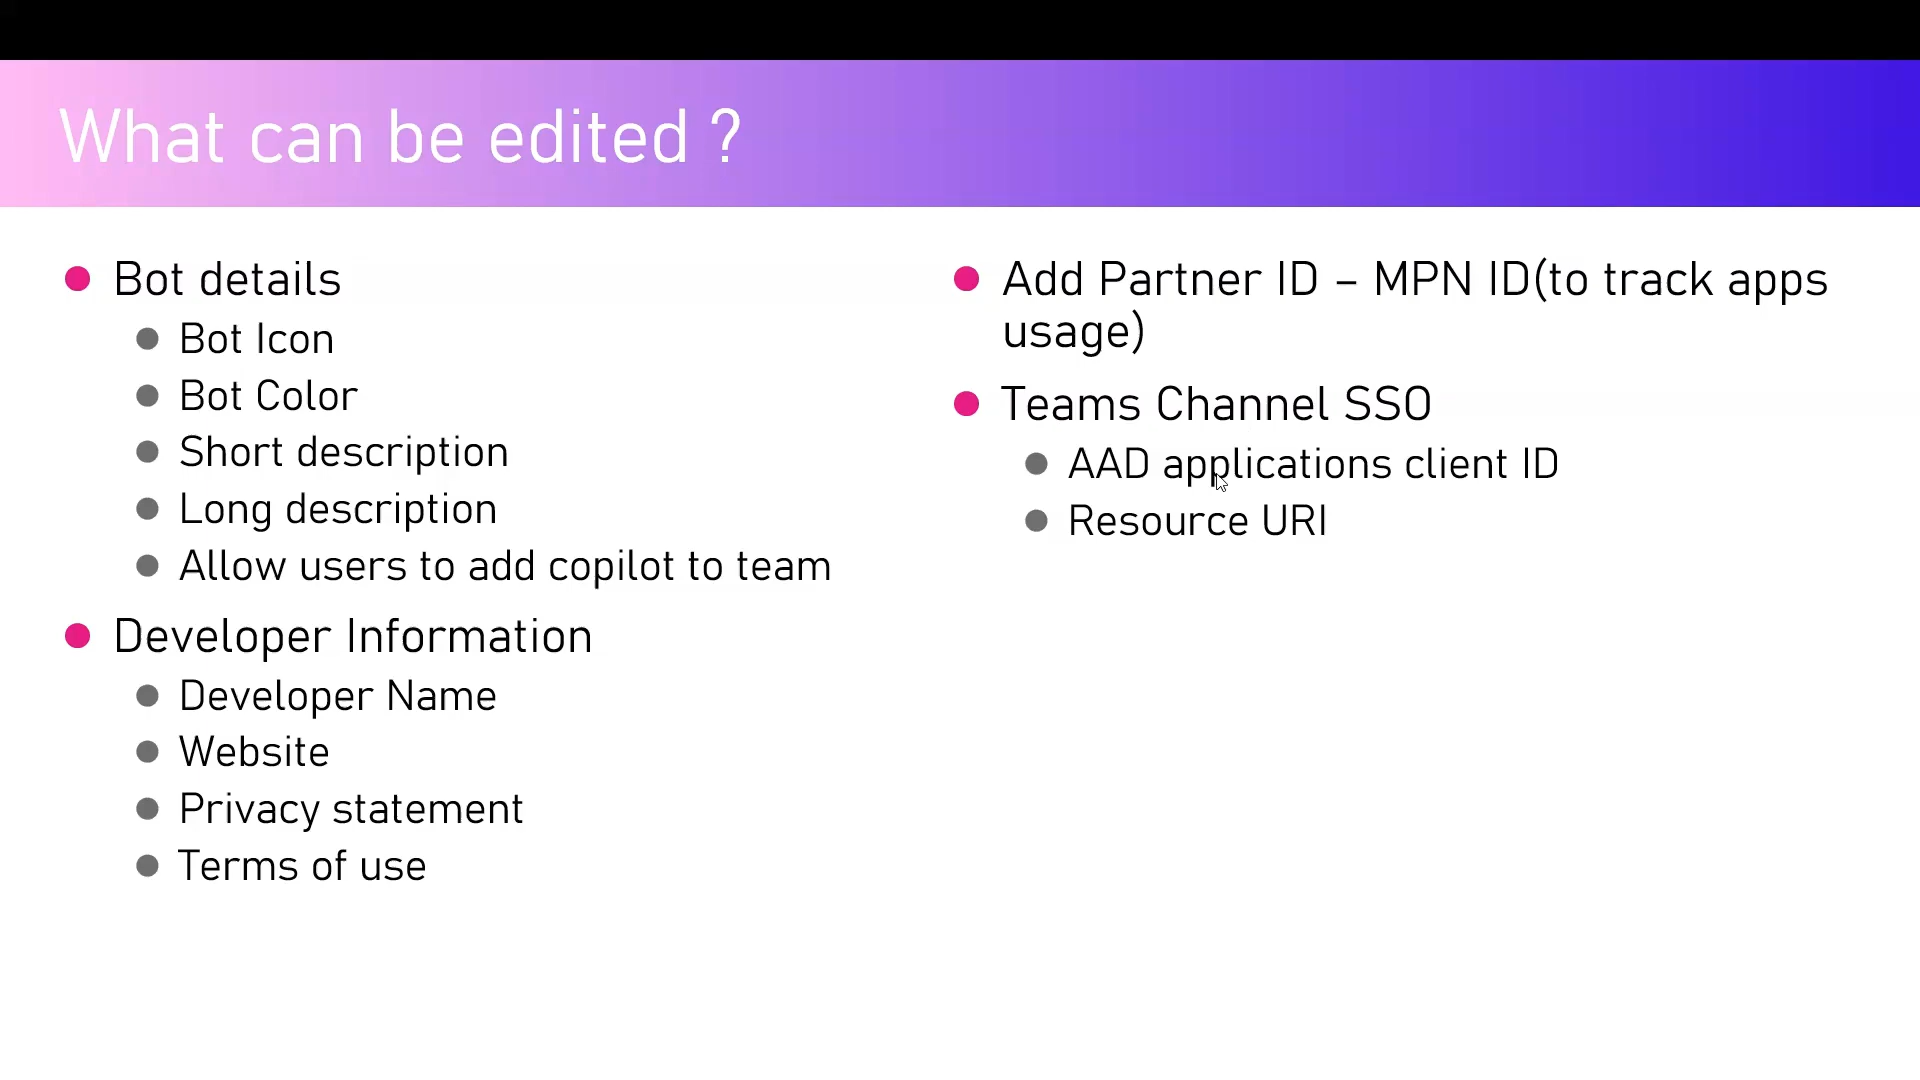 What can be edited ?
Bot details
Bot Icon
Bot Color
Short description
Long description
Allow users to add copilot to team
Developer Information
Developer Name
Website
Privacy statement
Terms of use
Add Partner ID – MPN ID(to track apps
usage)
Teams Channel SSO
AAD applications client ID
Resource URI